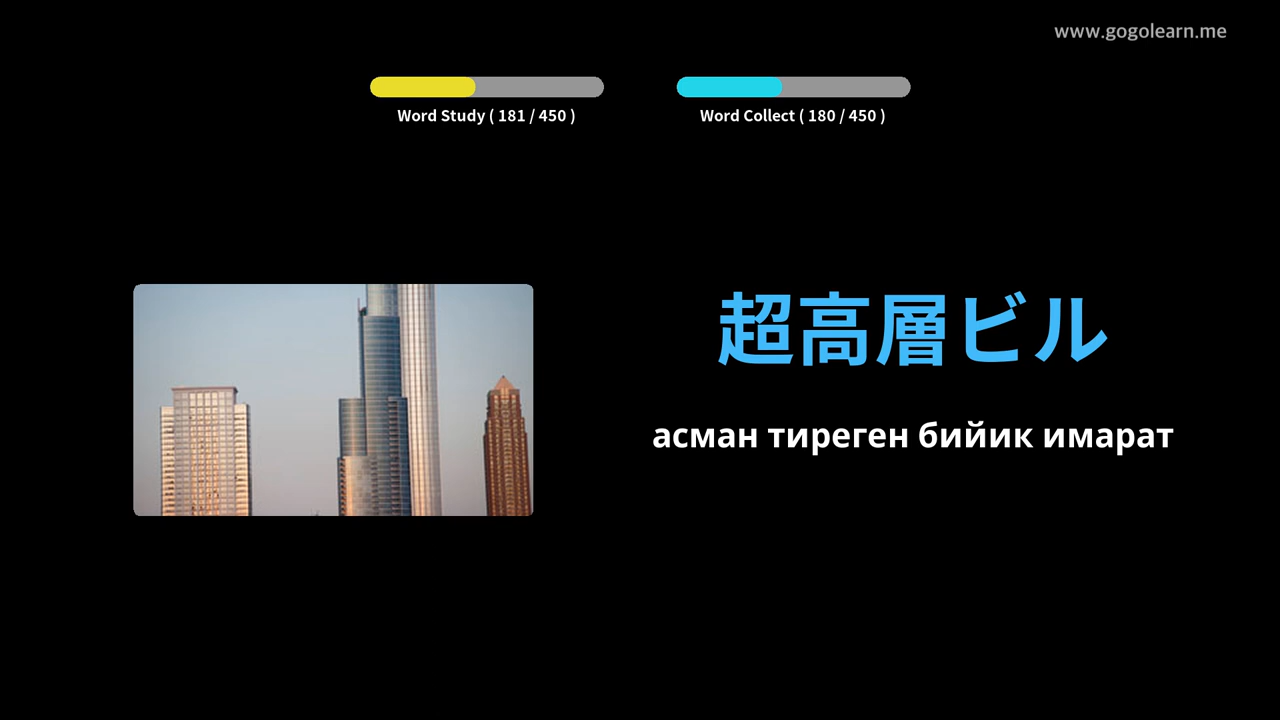 www.gogolearn.me
Word Study ( 181 / 450 )
Word Collect ( 180 / 450 )
超高層ビル
асман тиреген бийик имарат